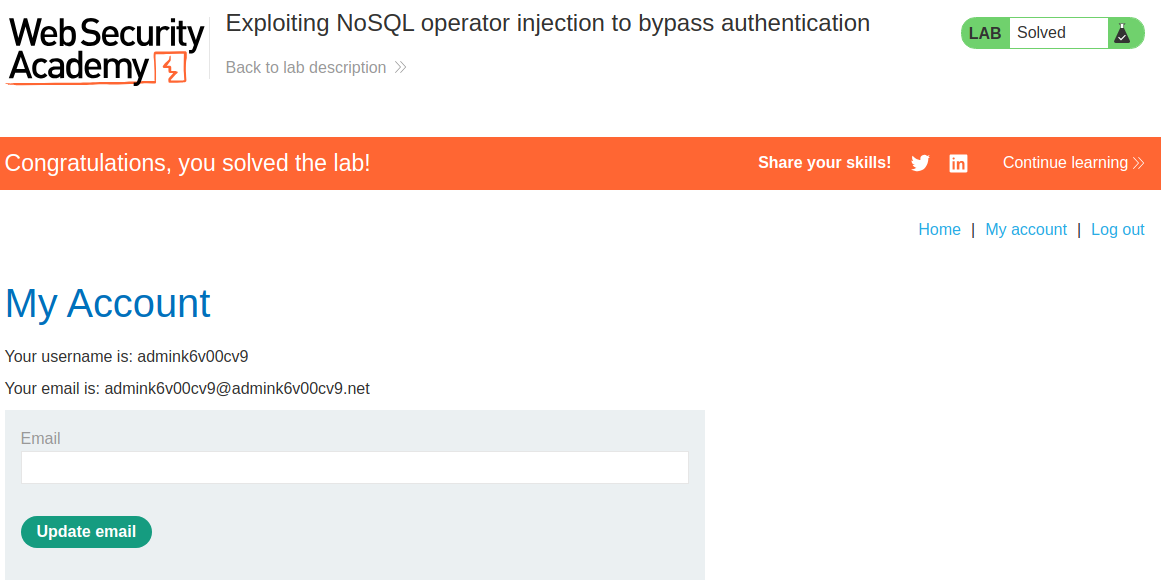 Web Security
Academy
Exploiting NoSQL operator injection to bypass authentication
Back to lab description
LAB Solved
Congratulations, you solved the lab!
Share your skills!
Continue learning
Home | My account | Log out
My Account
Your username is: admink6v00cv9
Your email is: admink6v00cv9@admink6v00cv9.net
Email
Update email